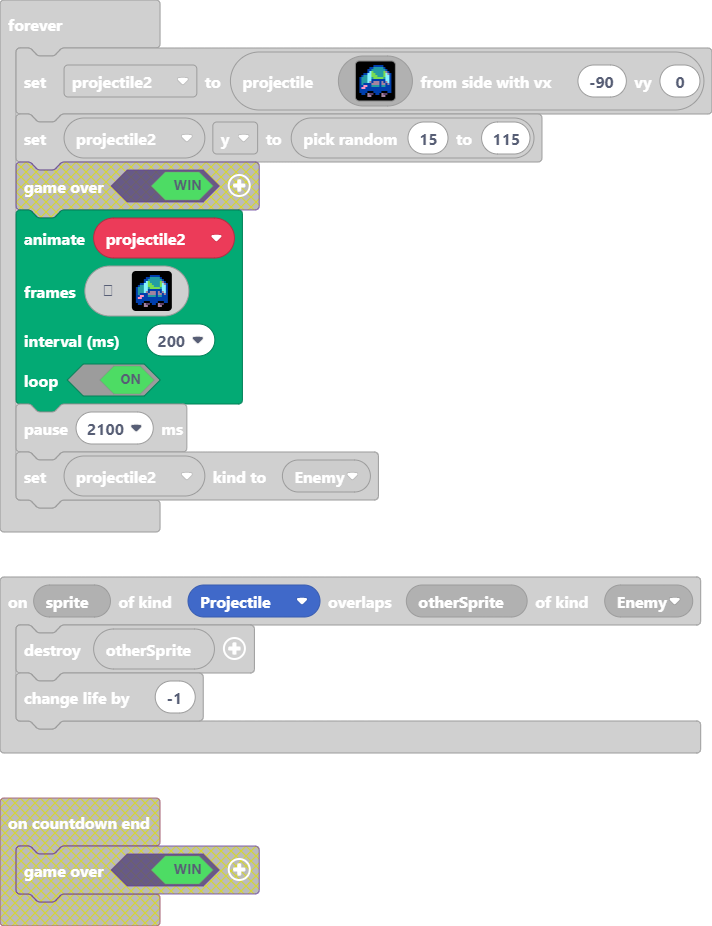 forever
set projectile2 to projectile from side with vx -90 vy 0
set projectile2 y to pick random 15 to 115
game over WIN
animate projectile2
frames
interval (ms) 200
loop ON
pause 2100 ms
set projectile2 kind to Enemy
on sprite of kind Projectile overlaps otherSprite of kind Enemy
destroy otherSprite
change life by -1
on countdown end
game over WIN